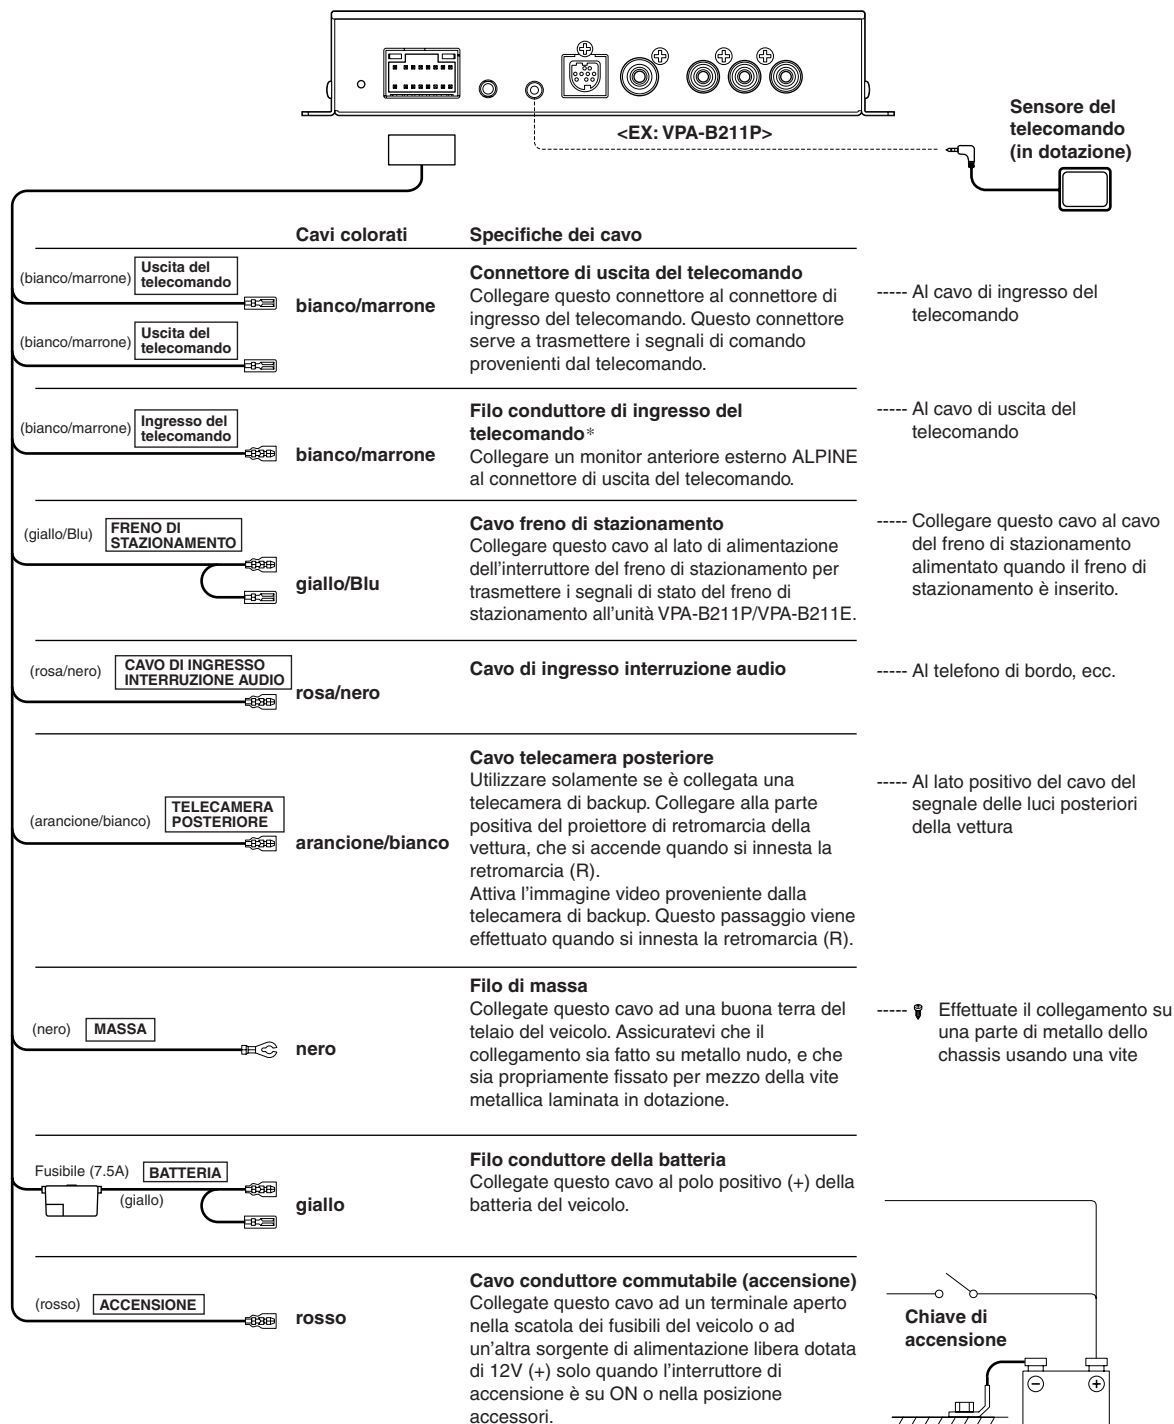 <EX: VPA-B211P>
Sensore del
telecomando
(in dotazione)
Cavi colorati
Specifiche dei cavo
(bianco/marrone)
Uscita del
telecomando
(bianco/marrone)
Uscita del
telecomando
bianco/marrone
Connettore di uscita del telecomando
Collegare questo connettore al connettore di
ingresso del telecomando. Questo connettore
serve a trasmettere i segnali di comando
provenienti dal telecomando.
----- Al cavo di ingresso del
telecomando
(bianco/marrone)
Ingresso del
telecomando
bianco/marrone
Filo conduttore di ingresso del
telecomando*
Collegare un monitor anteriore esterno ALPINE
al connettore di uscita del telecomando.
----- Al cavo di uscita del
telecomando
(giallo/Blu)
FRENO DI
STAZIONAMENTO
giallo/Blu
Cavo freno di stazionamento
Collegare questo cavo al lato di alimentazione
dell'interruttore del freno di stazionamento per
trasmettere i segnali di stato del freno di
stazionamento all'unità VPA-B211P/VPA-B211E.
----- Collegare questo cavo al cavo
del freno di stazionamento
alimentato quando il freno di
stazionamento è inserito.
(rosa/nero)
CAVO DI INGRESSO
INTERRUZIONE AUDIO
rosa/nero
Cavo di ingresso interruzione audio
----- Al telefono di bordo, ecc.
(arancione/bianco)
TELECAMERA
POSTERIORE
arancione/bianco
Cavo telecamera posteriore
Utilizzare solamente se è collegata una
telecamera di backup. Collegare alla parte
positiva del proiettore di retromarcia della
vettura, che si accende quando si innesta la
retromarcia (R).
Attiva l'immagine video proveniente dalla
telecamera di backup. Questo passaggio viene
effettuato quando si innesta la retromarcia (R).
----- Al lato positivo del cavo del
segnale delle luci posteriori
della vettura
(nero)
MASSA
nero
Filo di massa
Collegate questo cavo ad una buona terra del
telaio del veicolo. Assicuratevi che il
collegamento sia fatto su metallo nudo, e che
sia propriamente fissato per mezzo della vite
metallica laminata in dotazione.
----- Effettuate il collegamento su
una parte di metallo dello
chassis usando una vite
Fusibile (7.5A)
BATTERIA
(giallo)
giallo
Filo conduttore della batteria
Collegate questo cavo al polo positivo (+) della
batteria del veicolo.
(rosso)
ACCENSIONE
rosso
Cavo conduttore commutabile (accensione)
Collegate questo cavo ad un terminale aperto
nella scatola dei fusibili del veicolo o ad
un'altra sorgente di alimentazione libera dotata
di 12V (+) solo quando l'interruttore di
accensione è su ON o nella posizione
accessori.
Chiave di
accensione
- +